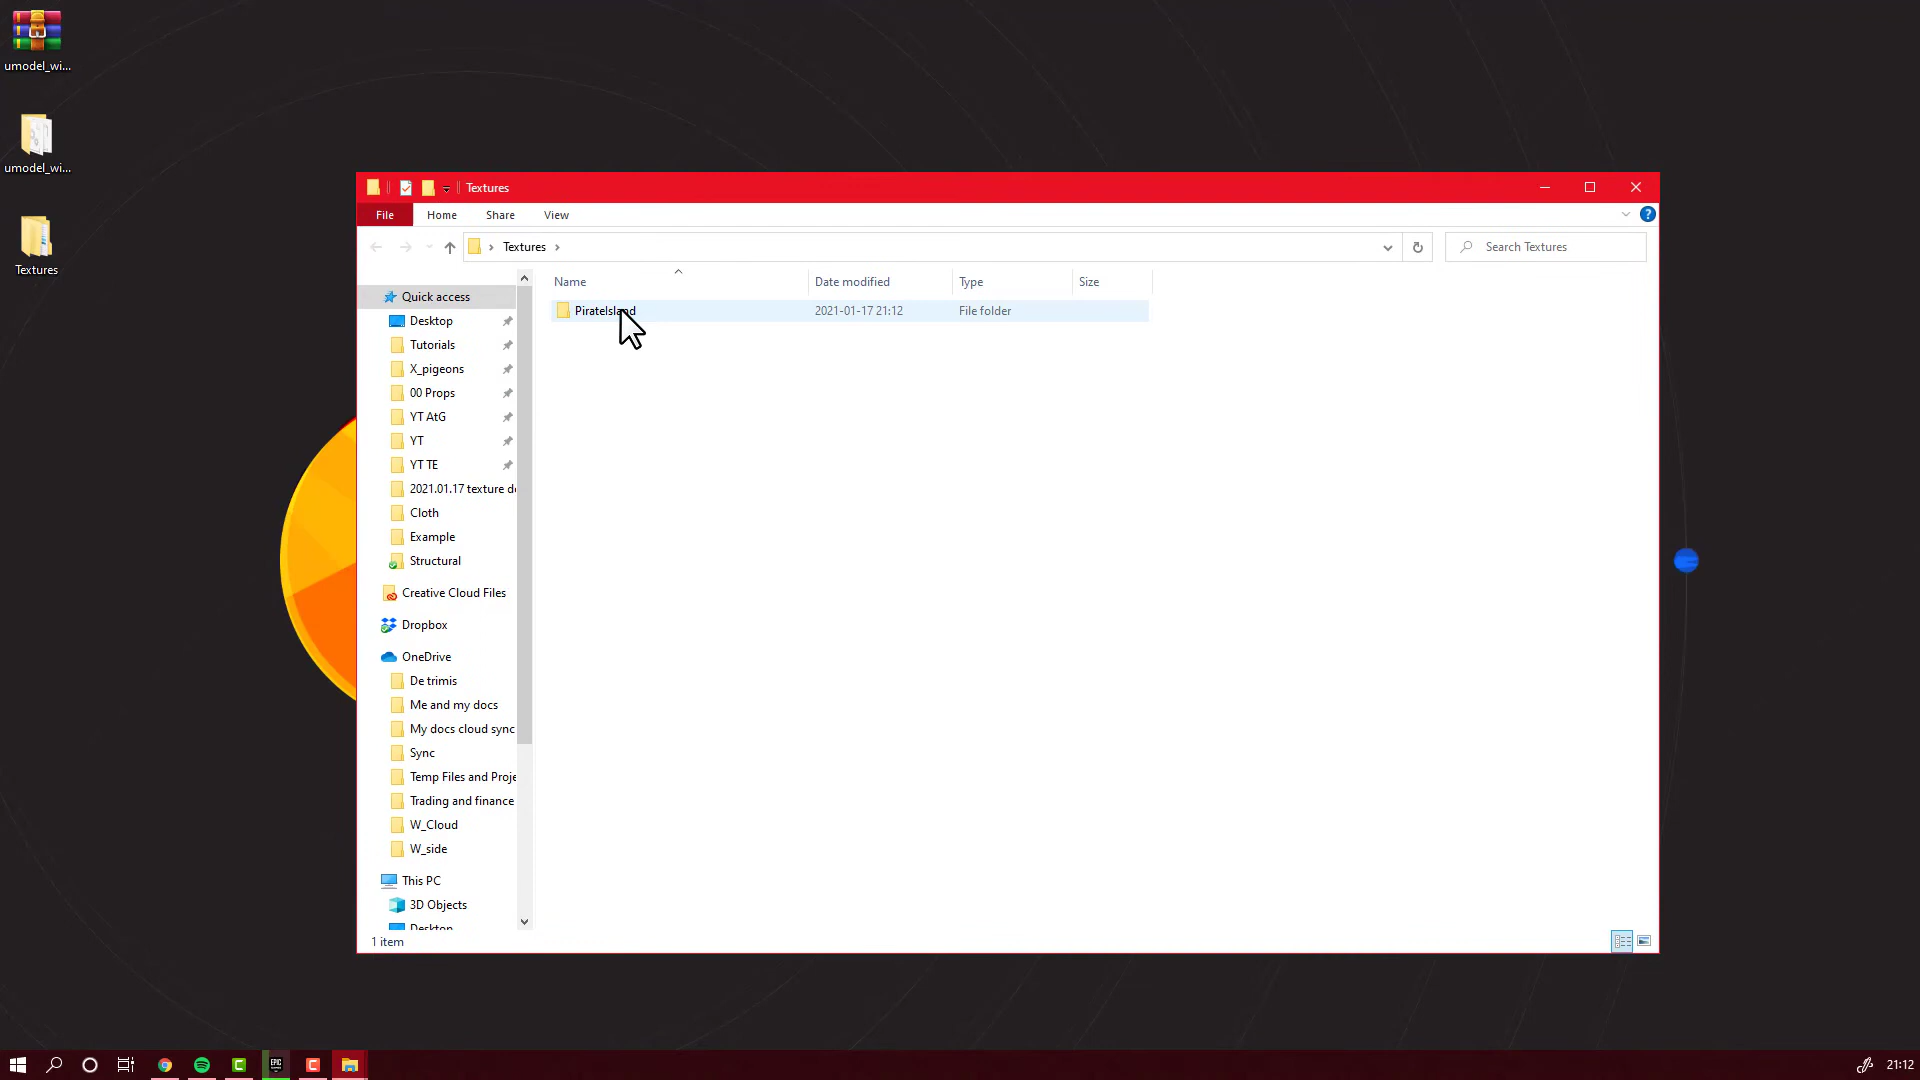 umodel_wi...
umodel_wi...
Textures
Textures
File Home Share View
Textures
Search Textures
Name Date modified Type Size
PirateIsland 2021-01-17 21:12 File folder
Quick access
Desktop
Tutorials
X_pigeons
00 Props
YT AtG
YT
YT TE
2021.01.17 texture d
Cloth
Example
Structural
Creative Cloud Files
Dropbox
OneDrive
De trimis
Me and my docs
My docs cloud sync
Sync
Temp Files and Proje
Trading and finance
W_Cloud
W_side
This PC
3D Objects
Desktop
1 item
EPIC
21:12